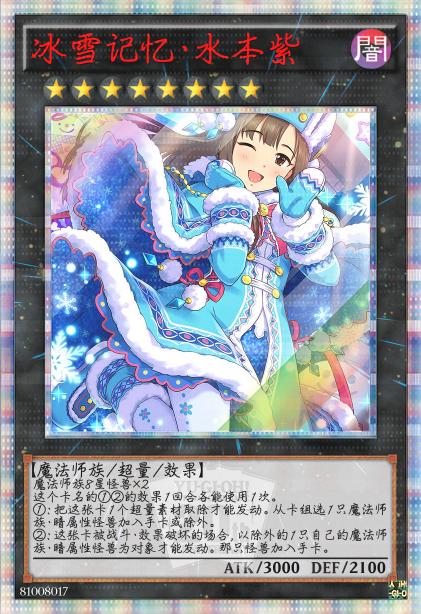 冰雪记忆·水本紫
闇
【魔法师族/超量/效果】
魔法师族8星怪兽×2
这个卡名的①②的效果1回合各能使用1次。
①:把这张卡1个超量素材取除才能发动。从卡组选1只魔法师
族·暗属性怪兽加入手卡或除外。
②:这张卡被战斗·效果破坏的场合,以除外的1只自己的魔法师
族·暗属性怪兽为对象才能发动。那只怪兽加入手卡。
YU-GI-OH!
ATK/3000 DEF/2100
81008017